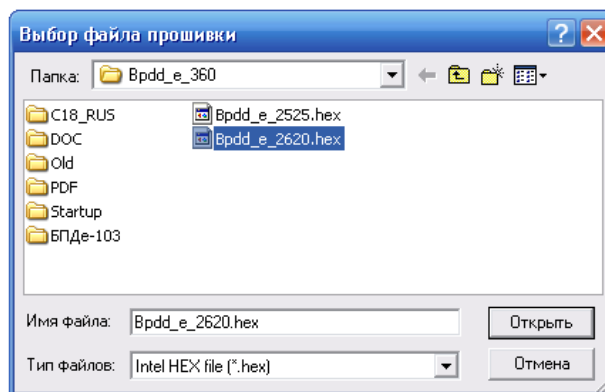 Выбор файла прошивки
Папка: Bpdd_e_360
C18_RUS
DOC
Old
PDF
Startup
БПДе-103
Bpdd_e_2525.hex
Bpdd_e_2620.hex
Имя файла: Bpdd_e_2620.hex Открыть
Тип файлов: Intel HEX file (*.hex) Отмена